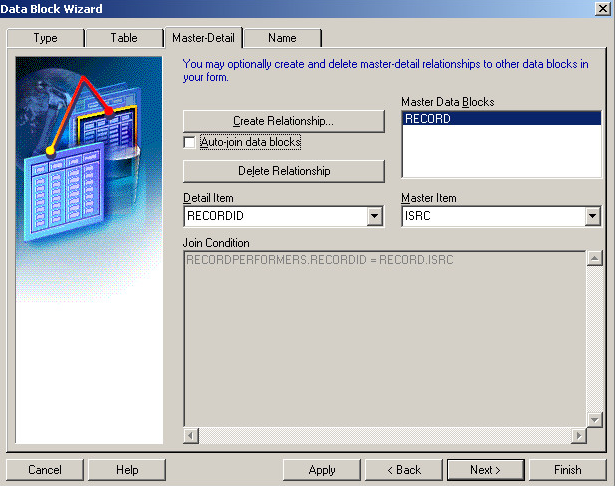 Data Block Wizard
Type
Table
Master-Detail
Name
You may optionally create and delete master-detail relationships to other data blocks in
your form.
Create Relationship...
Auto-join data blocks
Delete Relationship
Master Data Blocks
RECORD
Detail Item
RECORDID
Master Item
ISRC
Join Condition
RECORDPERFORMERS.RECORDID = RECORD.ISRC
Cancel
Help
Apply
< Back
Next >
Finish